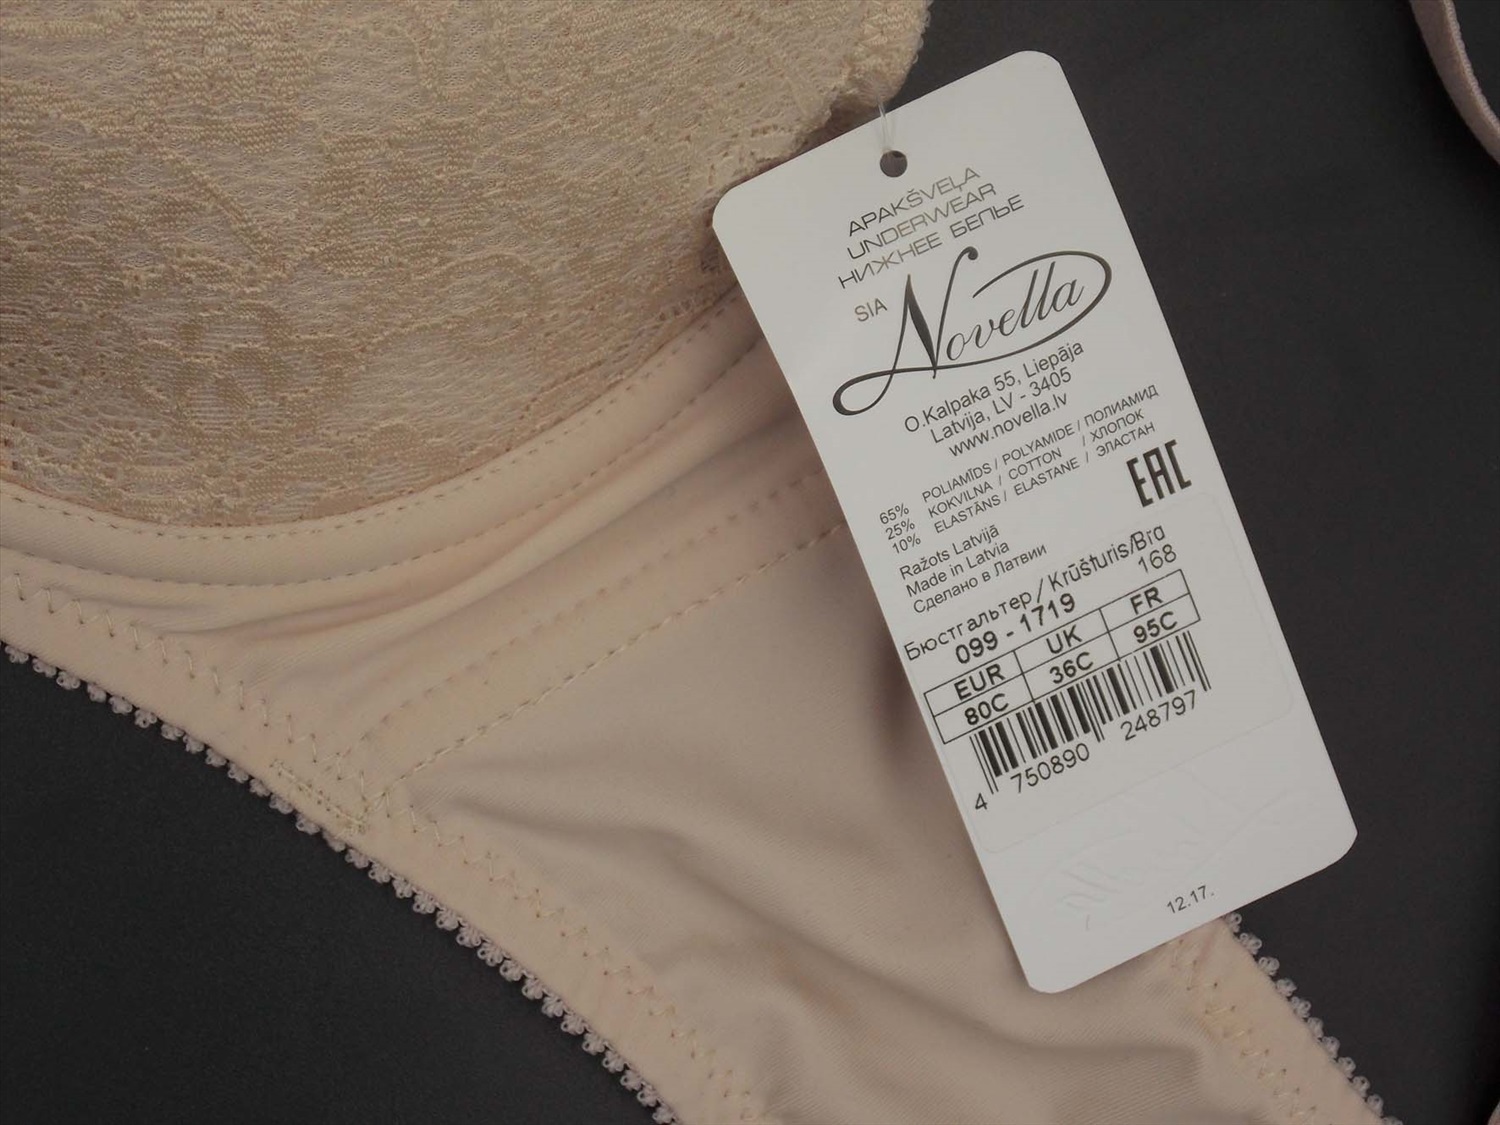 APAKŠVEĻA
UNDERWEAR
НИЖНЕЕ БЕЛЬЕ
SIA Novella
O.Kalpaka 55, Liepāja
Latvija, LV - 3405
www.novella.lv
65% POLIAMĪDS / POLYAMIDE / ПОЛИАМИД
25% KOKVILNA / COTTON / ХЛОПОК
10% ELASTĀNS / ELASTANE / ЭЛАСТАН
EAC
Ražots Latvijā
Made in Latvia
Сделано в Латвии
Бюстгальтер/Krūšturis/Bra
099 - 1719 168
EUR UK FR
80C 36C 95C
4 750890 248797
12.17.